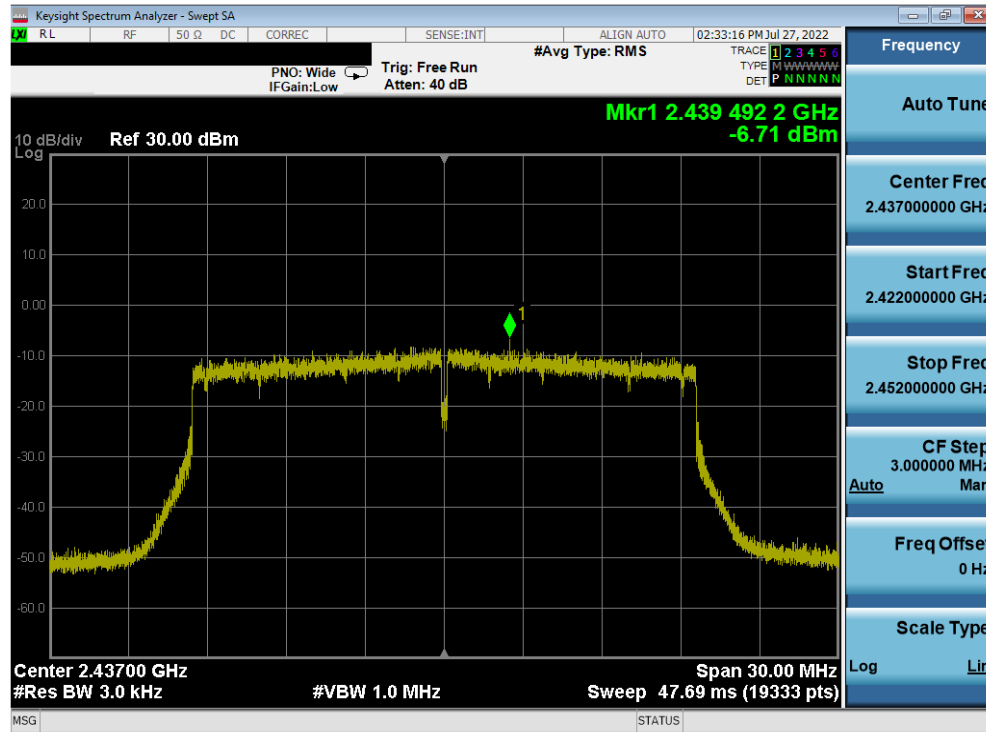 Keysight Spectrum Analyzer - Swept SA
LXI RL RF 50 Ω DC CORREC SENSE:INT ALIGN AUTO 02:33:16 PM Jul 27, 2022
#Avg Type: RMS TRACE 1 2 3 4 5 6
PNO: Wide Trig: Free Run TYPE M WWWWW
IFGain:Low Atten: 40 dB DET P N N N N N
Mkr1 2.439 492 2 GHz
-6.71 dBm
10 dB/div Ref 30.00 dBm
Log
20.0
10.0
0.00
1
-10.0
-20.0
-30.0
-40.0
-50.0
-60.0
Center 2.43700 GHz Span 30.00 MHz
#Res BW 3.0 kHz #VBW 1.0 MHz Sweep 47.69 ms (19333 pts)
MSG STATUS
Frequency
Auto Tune
Center Freq
2.437000000 GHz
Start Freq
2.422000000 GHz
Stop Freq
2.452000000 GHz
CF Step
3.000000 MHz
Auto Man
Freq Offset
0 Hz
Scale Type
Log Lin